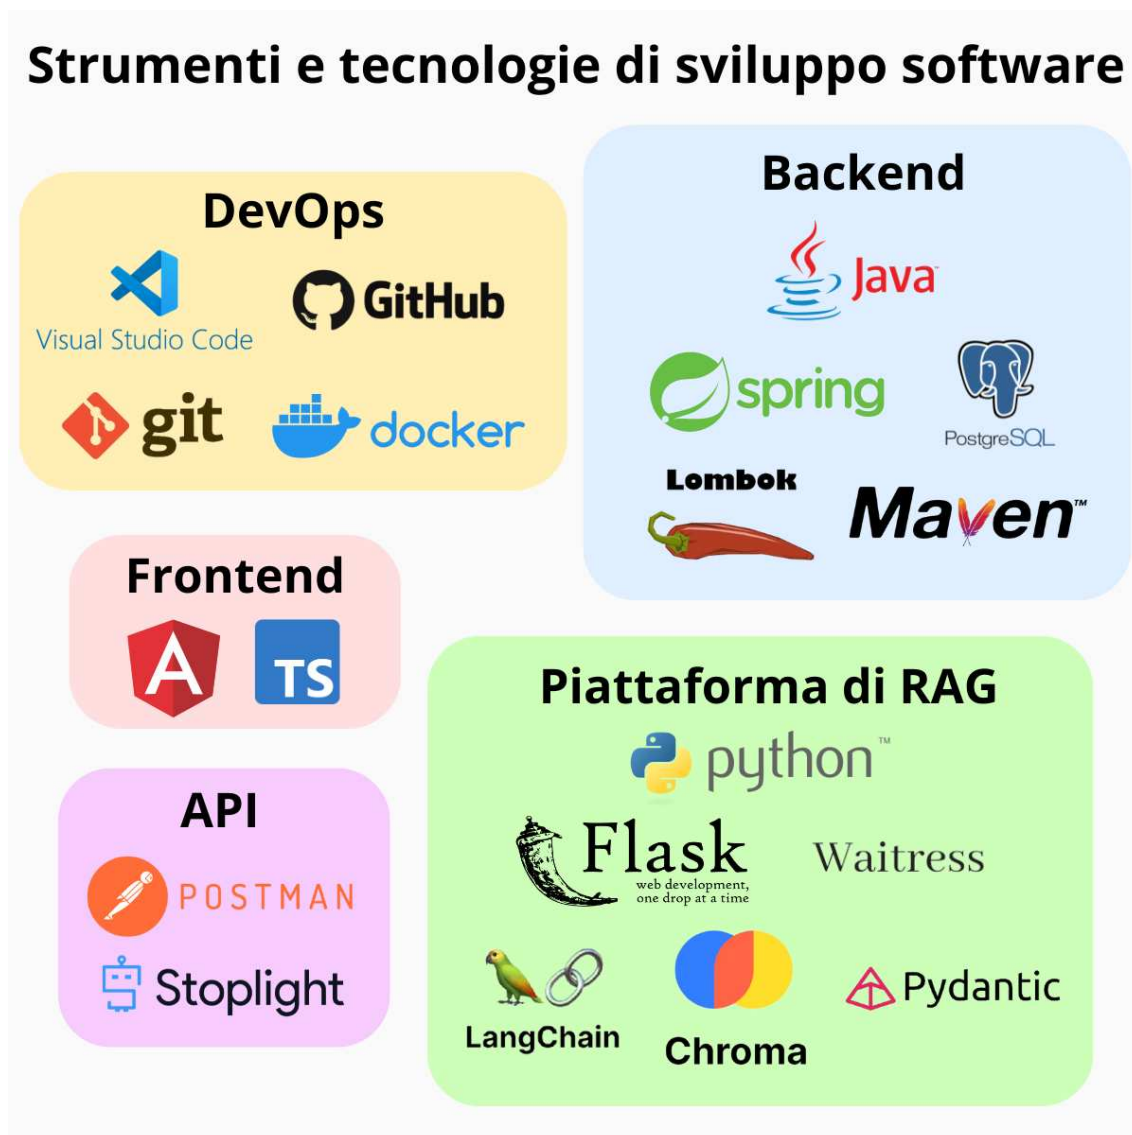 Strumenti e tecnologie di sviluppo software
DevOps
Visual Studio Code
GitHub
git
docker
Backend
Java™
spring
PostgreSQL
Lombok
Maven™
Frontend
A
TS
API
POSTMAN
Stoplight
Piattaforma di RAG
python™
Flask
web development,
one drop at a time
Waitress
LangChain
Chroma
Pydantic